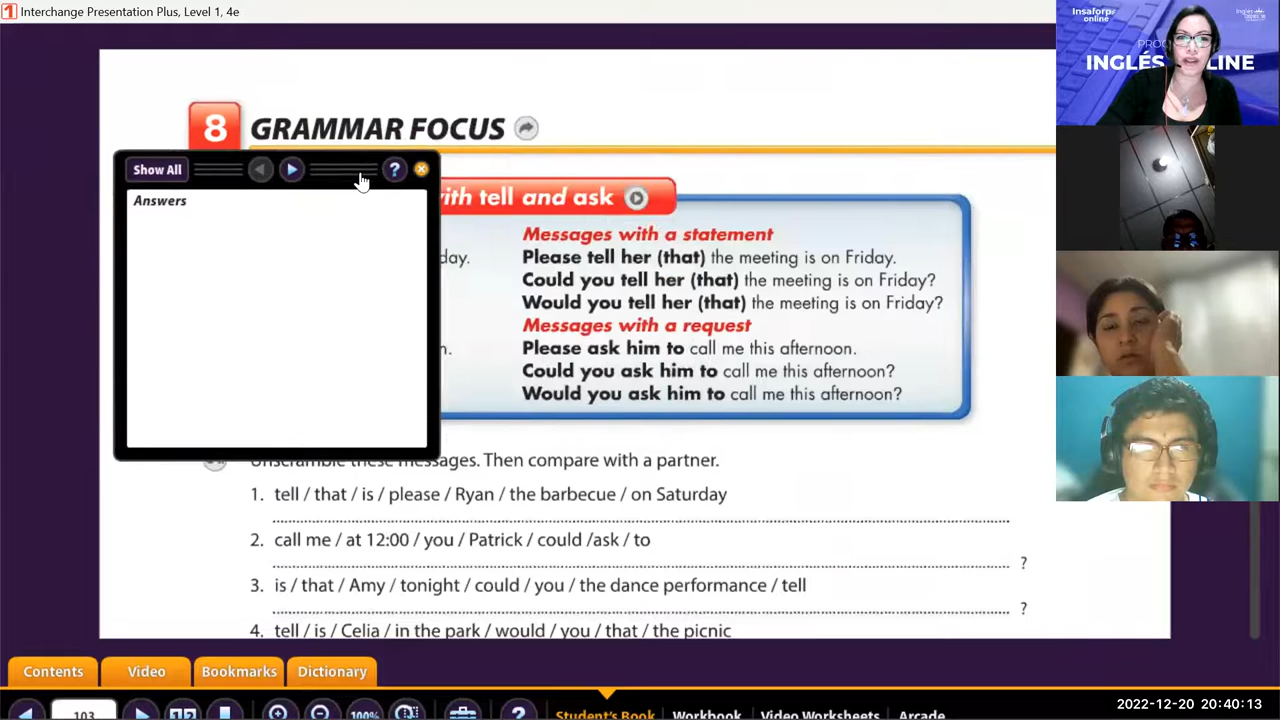 Interchange Presentation Plus, Level 1, 4e
Insaforp online
PRO
INGLÉS ONLINE
8 GRAMMAR FOCUS
Show All
?
Answers
with tell and ask
day.
Messages with a statement
Please tell her (that) the meeting is on Friday.
Could you tell her (that) the meeting is on Friday?
Would you tell her (that) the meeting is on Friday?
Messages with a request
Please ask him to call me this afternoon.
Could you ask him to call me this afternoon?
Would you ask him to call me this afternoon?
Unscramble these messages. Then compare with a partner.
1. tell / that / is / please / Ryan / the barbecue / on Saturday
2. call me / at 12:00 / you / Patrick / could /ask / to
?
3. is / that / Amy / tonight / could / you / the dance performance / tell
?
4. tell / is / Celia / in the park / would / you / that / the picnic
Contents Video Bookmarks Dictionary
103 100% ? Student's Book Workbook Video Worksheets Arcade
2022-12-20 20:40:13